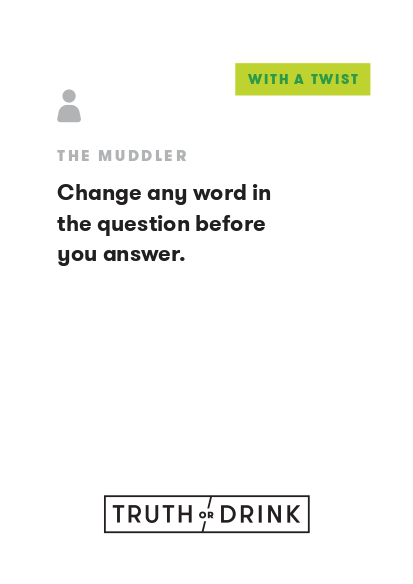 WITH A TWIST
THE MUDDLER
Change any word in
the question before
you answer.
TRUTH OR DRINK